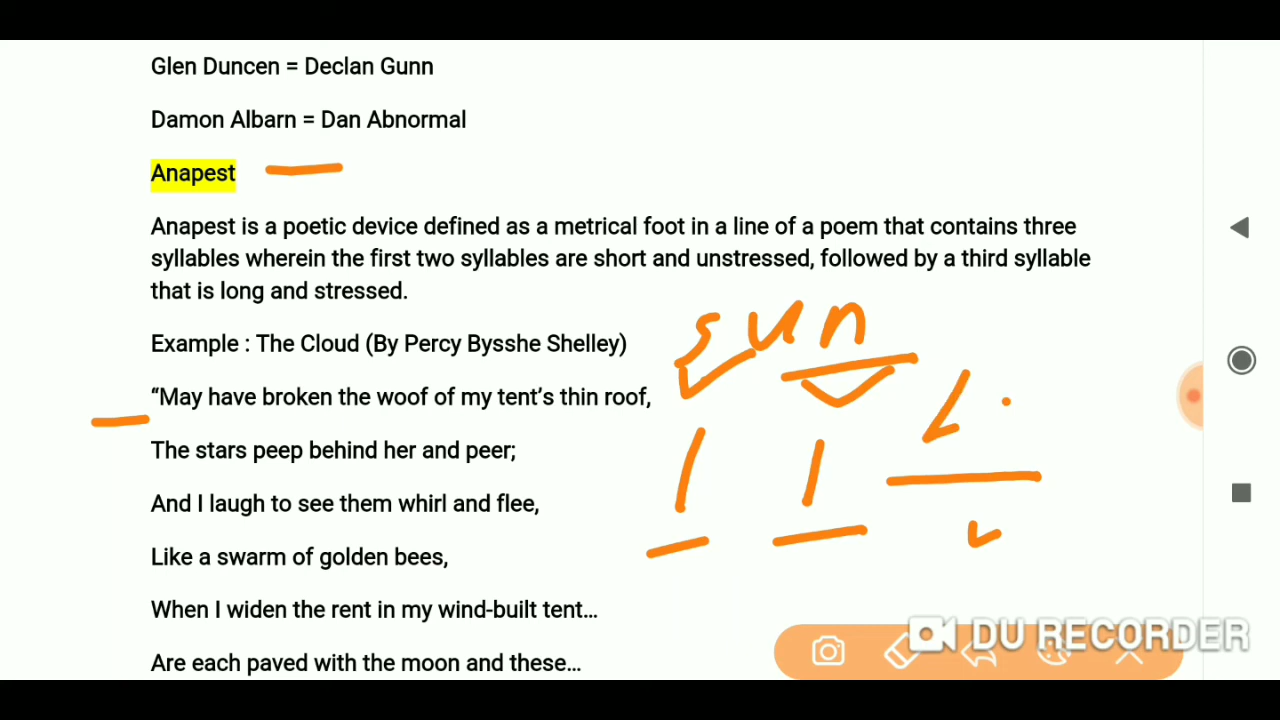 Glen Duncen = Declan Gunn
Damon Albarn = Dan Abnormal
Anapest
Anapest is a poetic device defined as a metrical foot in a line of a poem that contains three
syllables wherein the first two syllables are short and unstressed, followed by a third syllable
that is long and stressed.
Example : The Cloud (By Percy Bysshe Shelley)
sun
“May have broken the woof of my tent’s thin roof,
The stars peep behind her and peer;
And I laugh to see them whirl and flee,
Like a swarm of golden bees,
When I widen the rent in my wind-built tent…
DU RECORDER
Are each paved with the moon and these…